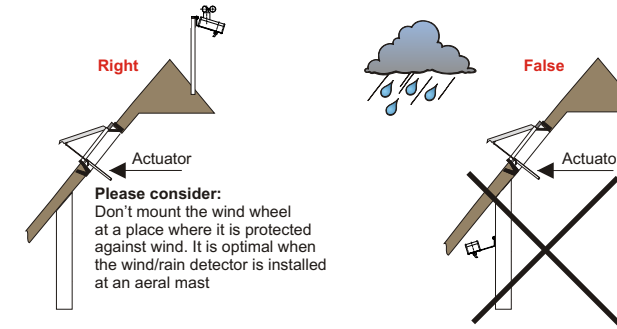 Right
Actuator
Please consider:
Don't mount the wind wheel
at a place where it is protected
against wind. It is optimal when
the wind/rain detector is installed
at an aeral mast
False
Actuato